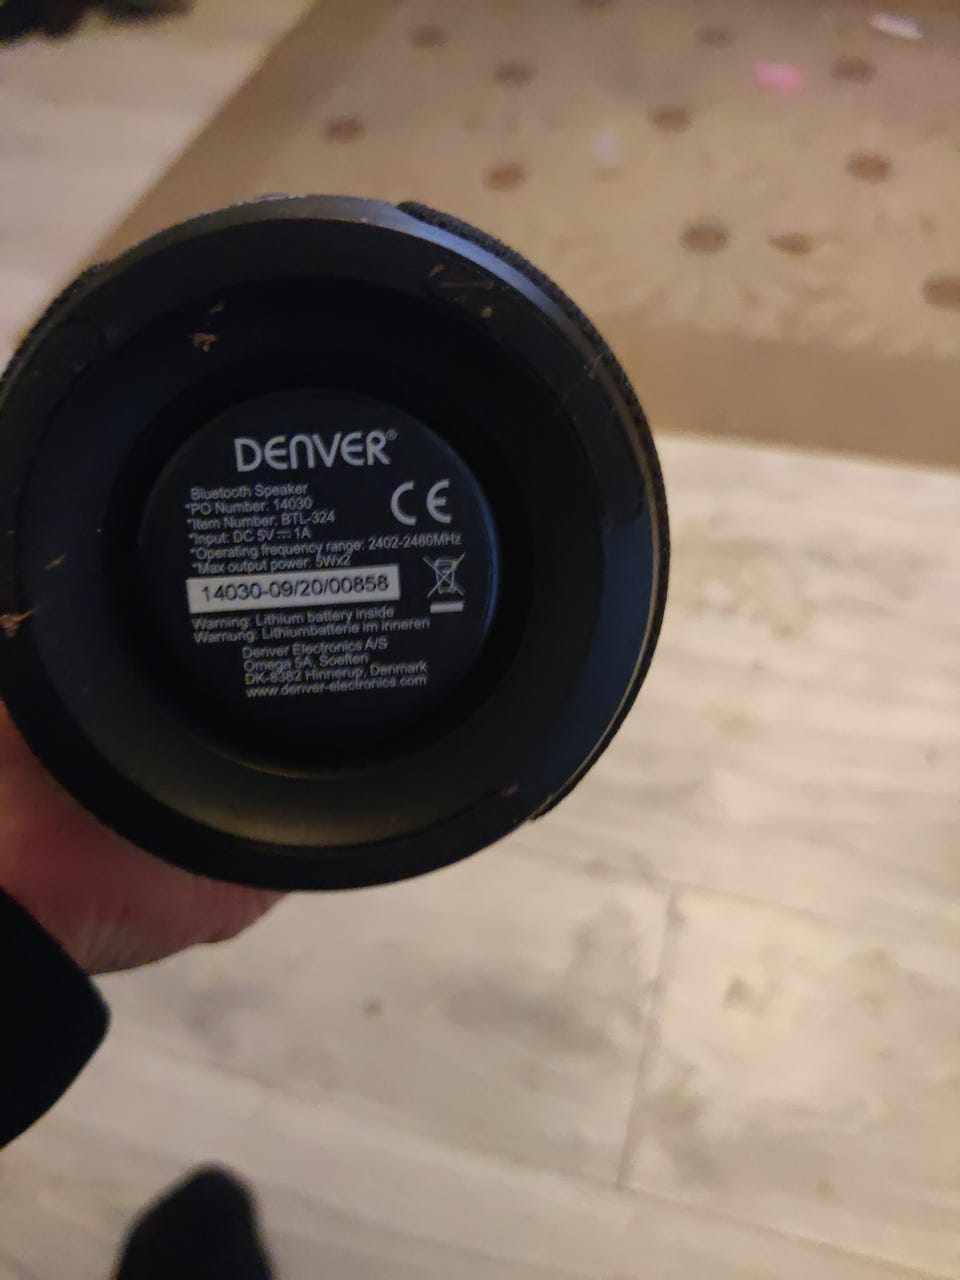 DENVER®
Bluetooth Speaker
*PO Number: 14030
*Item Number: BTL-324
*Input: DC 5V⎓1A
*Operating frequency range: 2402-2480MHz
*Max output power: 5Wx2
CE
14030-09/20/00858
Warning: Lithium battery inside
Warnung: Lithiumbatterie im inneren
Denver Electronics A/S
Omega 5A, Soeften
DK-8382 Hinnerup, Denmark
www.denver-electronics.com